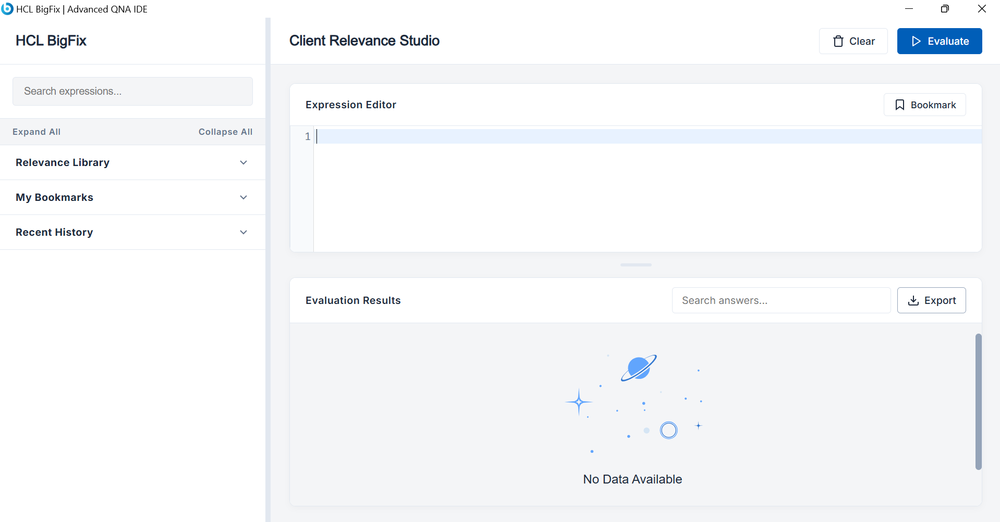 HCL BigFix | Advanced QNA IDE
HCL BigFix
Client Relevance Studio
Clear
Evaluate
Search expressions...
Expand All
Collapse All
Relevance Library
My Bookmarks
Recent History
Expression Editor
Bookmark
1
Evaluation Results
Search answers...
Export
No Data Available